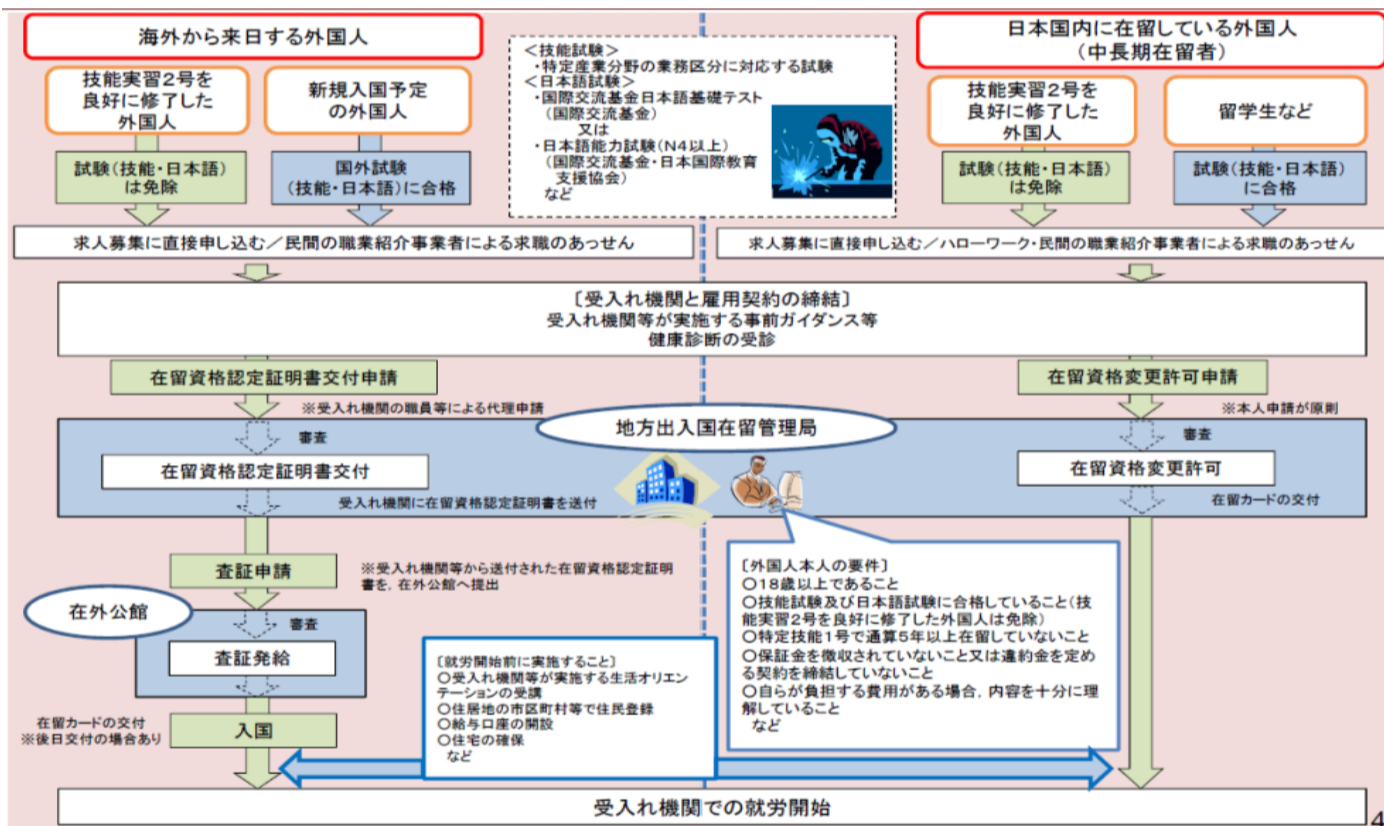 海外から来日する外国人
技能実習2号を
良好に修了した
外国人
新規入国予定
の外国人
試験(技能・日本語)
は免除
国外試験
(技能・日本語)に合格
<技能試験>
・特定産業分野の業務区分に対応する試験
<日本語試験>
・国際交流基金日本語基礎テスト
(国際交流基金)
又は
・日本語能力試験(N4以上)
(国際交流基金・日本国際教育
支援協会)
など
日本国内に在留している外国人
(中長期在留者)
技能実習2号を
良好に修了した
外国人
留学生など
試験(技能・日本語)
は免除
試験(技能・日本語)
に合格
求人募集に直接申し込む/民間の職業紹介事業者による求職のあっせん
求人募集に直接申し込む/ハローワーク・民間の職業紹介事業者による求職のあっせん
〔受入れ機関と雇用契約の締結〕
受入れ機関等が実施する事前ガイダンス等
健康診断の受診
在留資格認定証明書交付申請
※受入れ機関の職員等による代理申請
在留資格変更許可申請
※本人申請が原則
地方出入国在留管理局
審査
在留資格認定証明書交付
受入れ機関に在留資格認定証明書を送付
審査
在留資格変更許可
在留カードの交付
査証申請
※受入れ機関等から送付された在留資格認定証明
書を,在外公館へ提出
在外公館
審査
査証発給
在留カードの交付
※後日交付の場合あり
入国
〔就労開始前に実施すること〕
○受入れ機関等が実施する生活オリエン
テーションの受講
○住居地の市区町村等で住民登録
○給与口座の開設
○住宅の確保
など
〔外国人本人の要件〕
○18歳以上であること
○技能試験及び日本語試験に合格していること(技
能実習2号を良好に修了した外国人は免除)
○特定技能1号で通算5年以上在留していないこと
○保証金を徴収されていないこと又は違約金を定め
る契約を締結していないこと
○自らが負担する費用がある場合,内容を十分に理
解していること
など
受入れ機関での就労開始
4